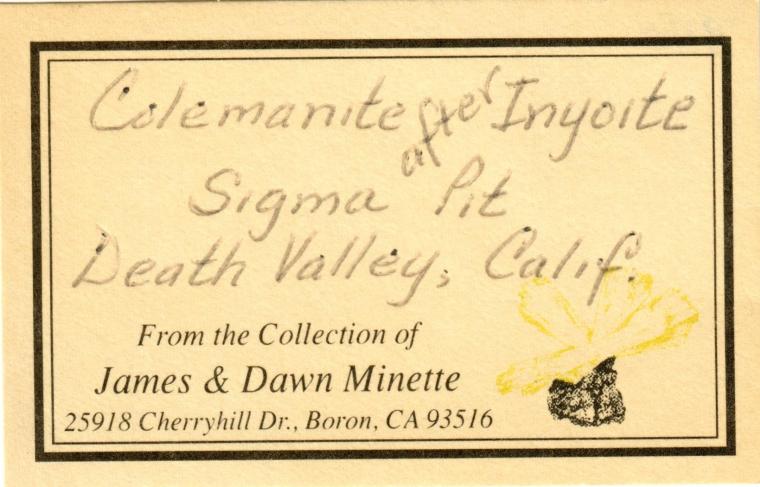 Colemanite after Inyoite
Sigma Pit
Death Valley, Calif.
From the Collection of
James & Dawn Minette
25918 Cherryhill Dr., Boron, CA 93516